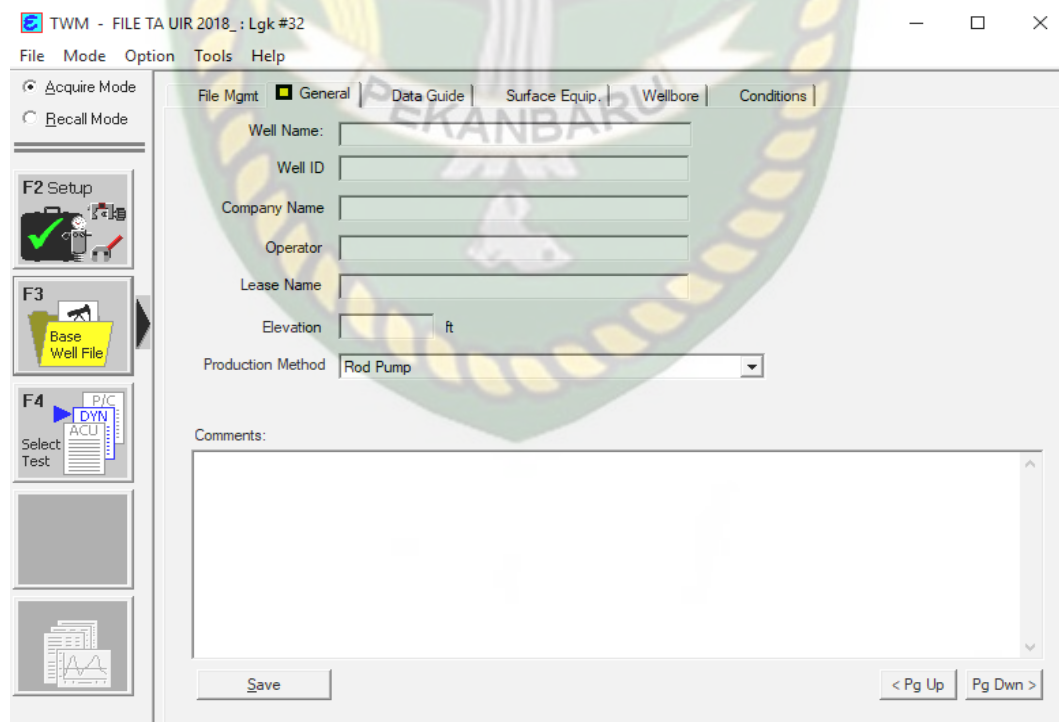 TWM - FILE TA UIR 2018_ : Lgk #32
File Mode Option Tools Help
Acquire Mode
Recall Mode
F2 Setup
F3
Base
Well File
F4
P/C
DYN
ACU
Select
Test
File Mgmt General Data Guide Surface Equip. Wellbore Conditions
PEKANBARU
Well Name:
Well ID
Company Name
Operator
Lease Name
Elevation ft
Production Method Rod Pump
Comments:
Save < Pg Up Pg Dwn >